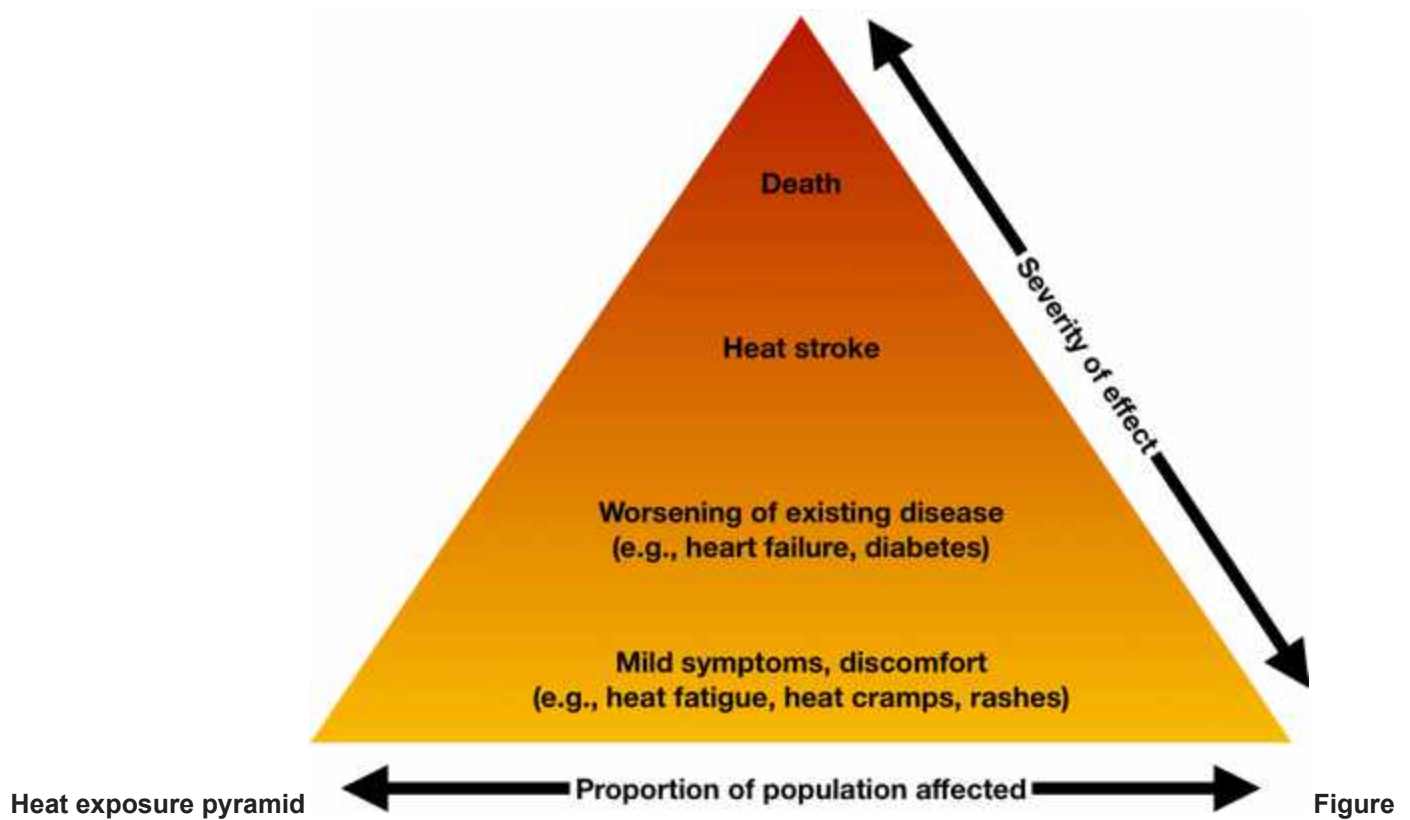 Death
Heat stroke
Severity of effect
Worsening of existing disease
(e.g., heart failure, diabetes)
Mild symptoms, discomfort
(e.g., heat fatigue, heat cramps, rashes)
Proportion of population affected
Heat exposure pyramid
Figure